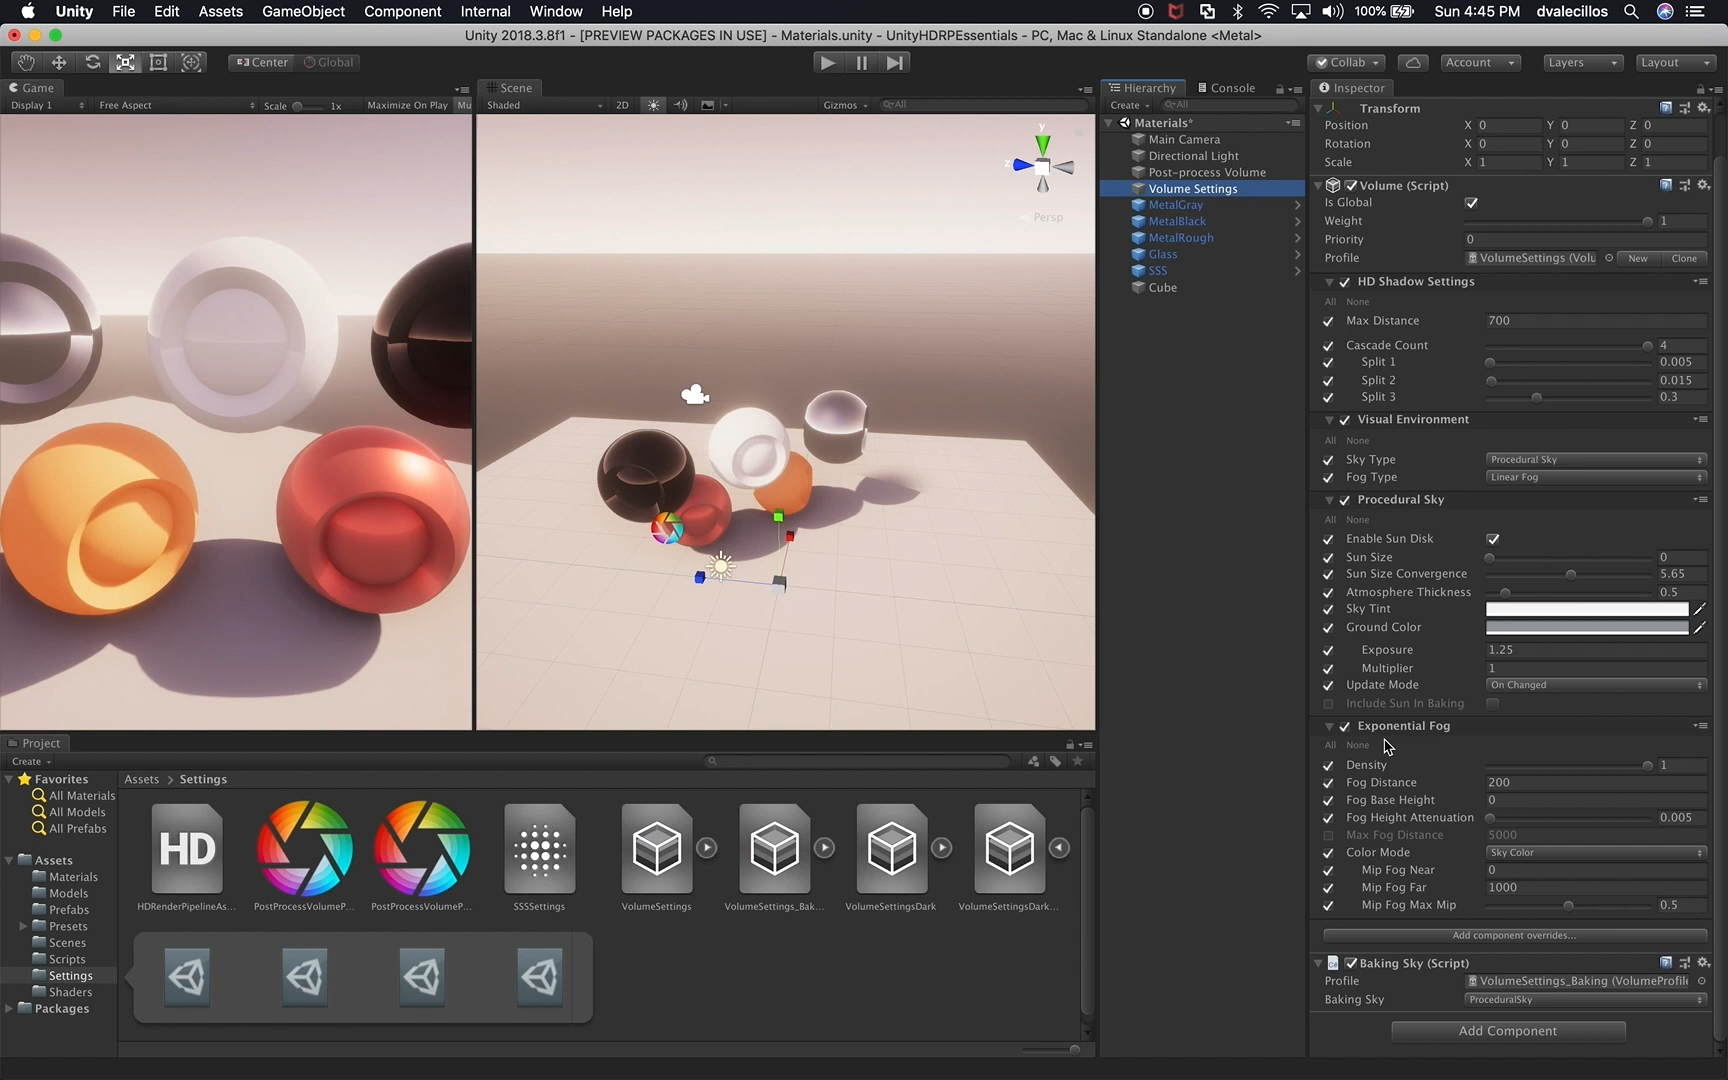 Unity File Edit Assets GameObject Component Internal Window Help 100% Sun 4:45 PM dvalecillos
Unity 2018.3.8f1 - [PREVIEW PACKAGES IN USE] - Materials.unity - UnityHDRPEssentials - PC, Mac & Linux Standalone <Metal>
Center Global Collab Account Layers Layout
Game
Display 1 Free Aspect Scale 1x Maximize On Play Mu
Scene
Shaded 2D Gizmos All
y
z
Persp
Hierarchy Console
Create All
Materials*
Main Camera
Directional Light
Post-process Volume
Volume Settings
MetalGray
MetalBlack
MetalRough
Glass
SSS
Cube
Inspector
Transform
Position X 0 Y 0 Z 0
Rotation X 0 Y 0 Z 0
Scale X 1 Y 1 Z 1
Volume (Script)
Is Global
Weight 1
Priority 0
Profile VolumeSettings (Volu New Clone
HD Shadow Settings
All None
Max Distance 700
Cascade Count 4
Split 1 0.005
Split 2 0.015
Split 3 0.3
Visual Environment
All None
Sky Type Procedural Sky
Fog Type Linear Fog
Procedural Sky
All None
Enable Sun Disk
Sun Size 0
Sun Size Convergence 5.65
Atmosphere Thickness 0.5
Sky Tint
Ground Color
Exposure 1.25
Multiplier 1
Update Mode On Changed
Include Sun In Baking
Exponential Fog
All None
Density 1
Fog Distance 200
Fog Base Height 0
Fog Height Attenuation 0.005
Max Fog Distance 5000
Color Mode Sky Color
Mip Fog Near 0
Mip Fog Far 1000
Mip Fog Max Mip 0.5
Add component overrides...
C#
Baking Sky (Script)
Profile VolumeSettings_Baking (VolumeProfile
Baking Sky ProceduralSky
Add Component
Project
Create
Favorites
All Materials
All Models
All Prefabs
Assets
Materials
Models
Prefabs
Presets
Scenes
Scripts
Settings
Shaders
Packages
Assets > Settings
HD
HDRenderPipelineAs... PostProcessVolumeP... PostProcessVolumeP... SSSSettings VolumeSettings VolumeSettings_Bak... VolumeSettingsDark VolumeSettingsDark...